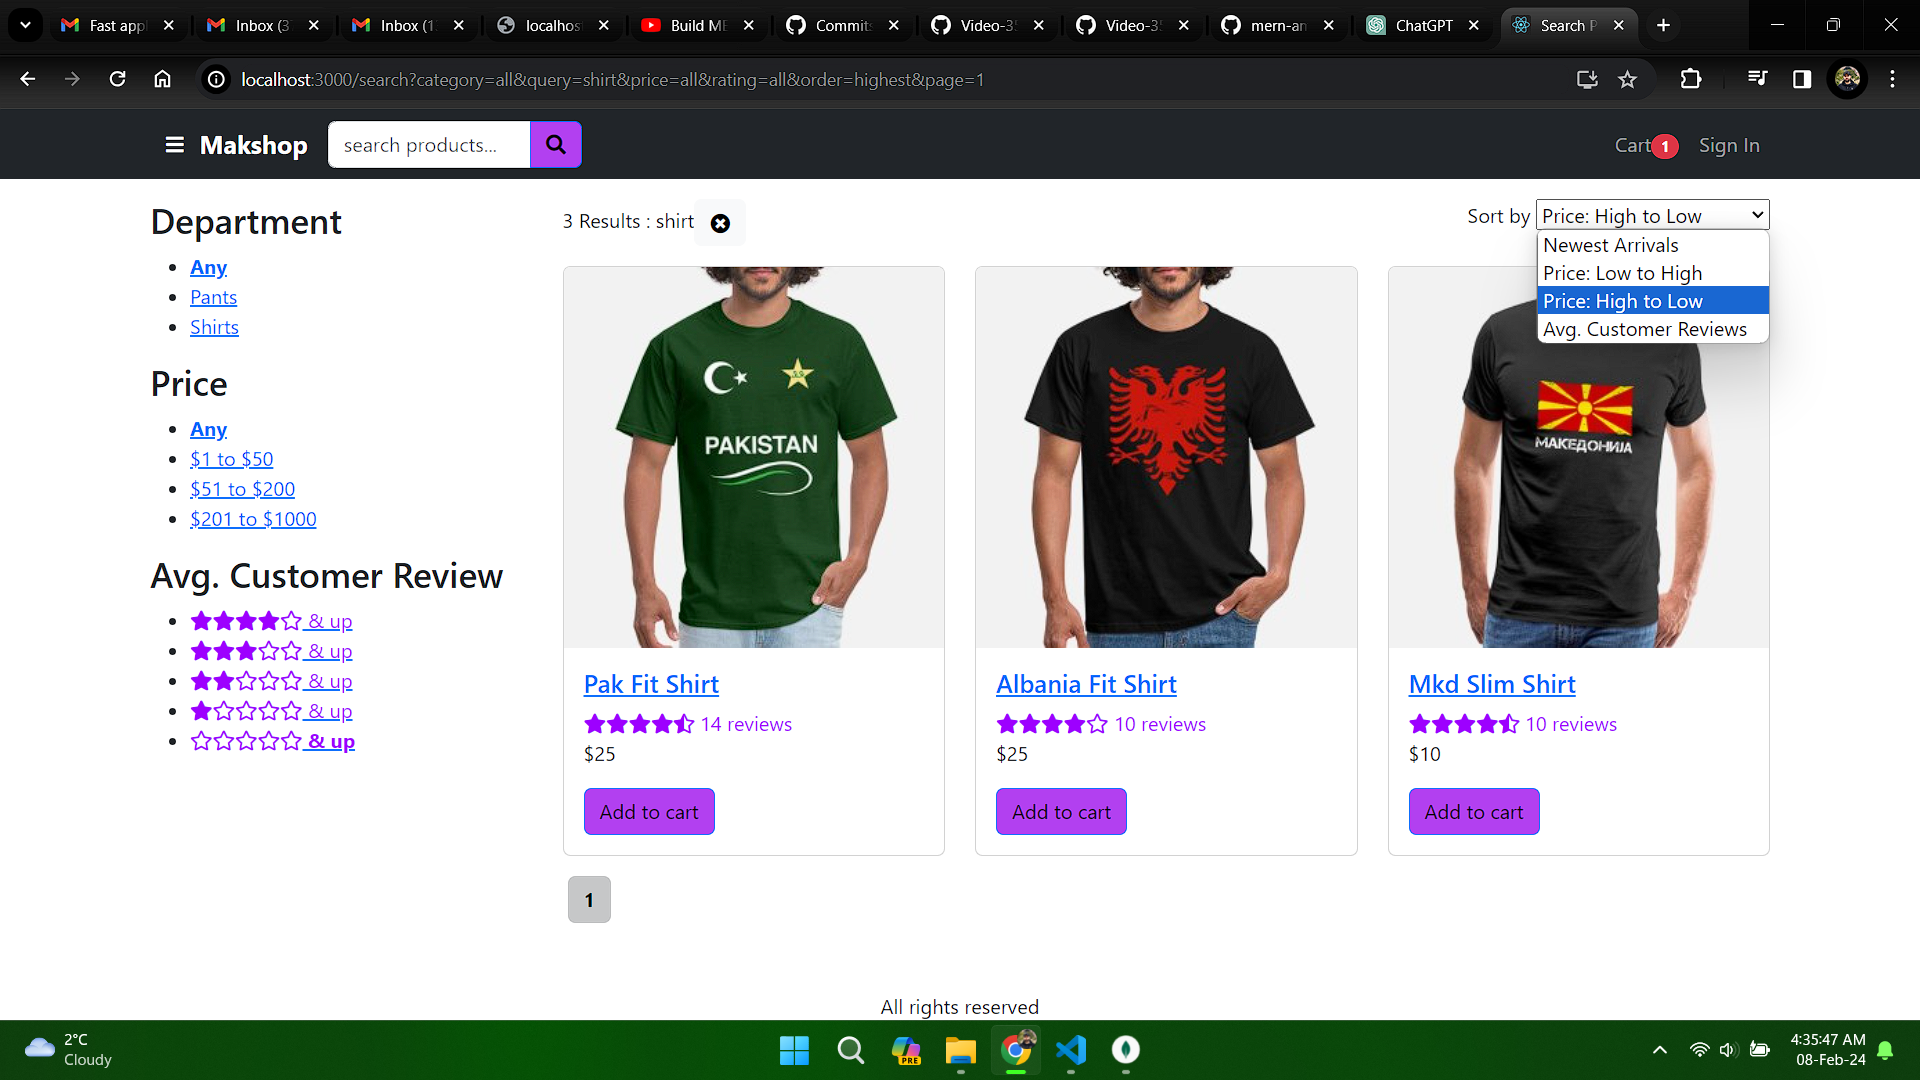 Fast appl
Inbox (3
Inbox (1
localhos
Build ME
Commits
Video-3
Video-3
mern-an
ChatGPT
Search P
localhost:3000/search?category=all&query=shirt&price=all&rating=all&order=highest&page=1
Makshop
search products...
Cart 1
Sign In
Department
Any
Pants
Shirts
Price
Any
$1 to $50
$51 to $200
$201 to $1000
Avg. Customer Review
& up
& up
& up
& up
& up
3 Results : shirt
Sort by Price: High to Low
Newest Arrivals
Price: Low to High
Price: High to Low
Avg. Customer Reviews
PAKISTAN
МАКЕДОНИЈА
Pak Fit Shirt
14 reviews
$25
Add to cart
Albania Fit Shirt
10 reviews
$25
Add to cart
Mkd Slim Shirt
10 reviews
$10
Add to cart
1
All rights reserved
2°C
Cloudy
PRE
4:35:47 AM
08-Feb-24